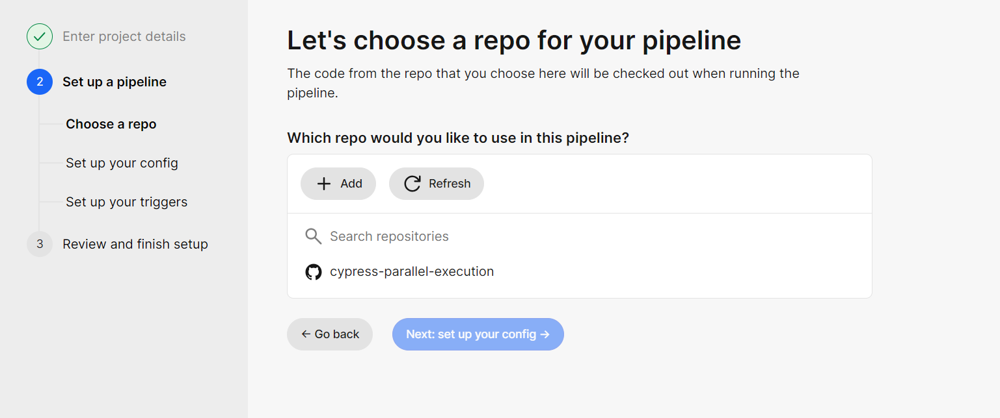 Enter project details
2 Set up a pipeline
Choose a repo
Set up your config
Set up your triggers
3 Review and finish setup
Let's choose a repo for your pipeline
The code from the repo that you choose here will be checked out when running the
pipeline.
Which repo would you like to use in this pipeline?
Add Refresh
Search repositories
cypress-parallel-execution
← Go back Next: set up your config →